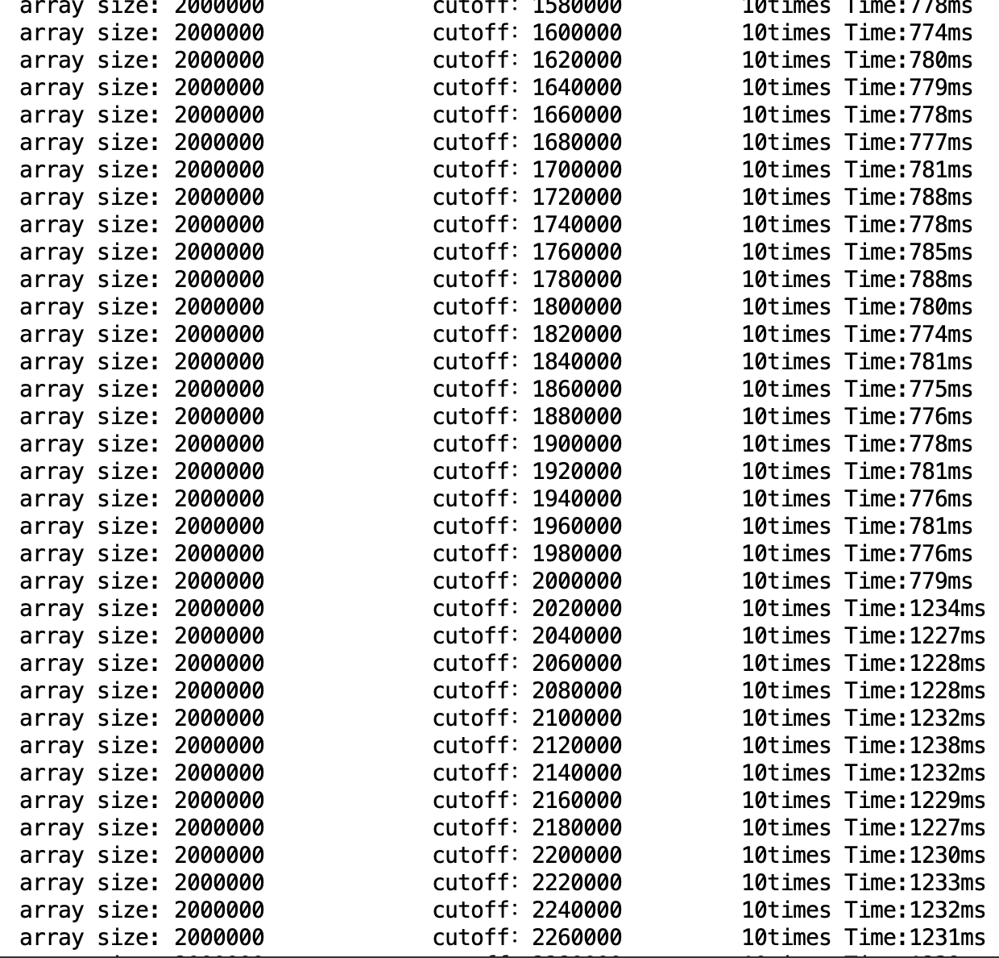 array size: 2000000 cutoff: 1580000 10times Time:778ms
array size: 2000000 cutoff: 1600000 10times Time:774ms
array size: 2000000 cutoff: 1620000 10times Time:780ms
array size: 2000000 cutoff: 1640000 10times Time:779ms
array size: 2000000 cutoff: 1660000 10times Time:778ms
array size: 2000000 cutoff: 1680000 10times Time:777ms
array size: 2000000 cutoff: 1700000 10times Time:781ms
array size: 2000000 cutoff: 1720000 10times Time:788ms
array size: 2000000 cutoff: 1740000 10times Time:778ms
array size: 2000000 cutoff: 1760000 10times Time:785ms
array size: 2000000 cutoff: 1780000 10times Time:788ms
array size: 2000000 cutoff: 1800000 10times Time:780ms
array size: 2000000 cutoff: 1820000 10times Time:774ms
array size: 2000000 cutoff: 1840000 10times Time:781ms
array size: 2000000 cutoff: 1860000 10times Time:775ms
array size: 2000000 cutoff: 1880000 10times Time:776ms
array size: 2000000 cutoff: 1900000 10times Time:778ms
array size: 2000000 cutoff: 1920000 10times Time:781ms
array size: 2000000 cutoff: 1940000 10times Time:776ms
array size: 2000000 cutoff: 1960000 10times Time:781ms
array size: 2000000 cutoff: 1980000 10times Time:776ms
array size: 2000000 cutoff: 2000000 10times Time:779ms
array size: 2000000 cutoff: 2020000 10times Time:1234ms
array size: 2000000 cutoff: 2040000 10times Time:1227ms
array size: 2000000 cutoff: 2060000 10times Time:1228ms
array size: 2000000 cutoff: 2080000 10times Time:1228ms
array size: 2000000 cutoff: 2100000 10times Time:1232ms
array size: 2000000 cutoff: 2120000 10times Time:1238ms
array size: 2000000 cutoff: 2140000 10times Time:1232ms
array size: 2000000 cutoff: 2160000 10times Time:1229ms
array size: 2000000 cutoff: 2180000 10times Time:1227ms
array size: 2000000 cutoff: 2200000 10times Time:1230ms
array size: 2000000 cutoff: 2220000 10times Time:1233ms
array size: 2000000 cutoff: 2240000 10times Time:1232ms
array size: 2000000 cutoff: 2260000 10times Time:1231ms